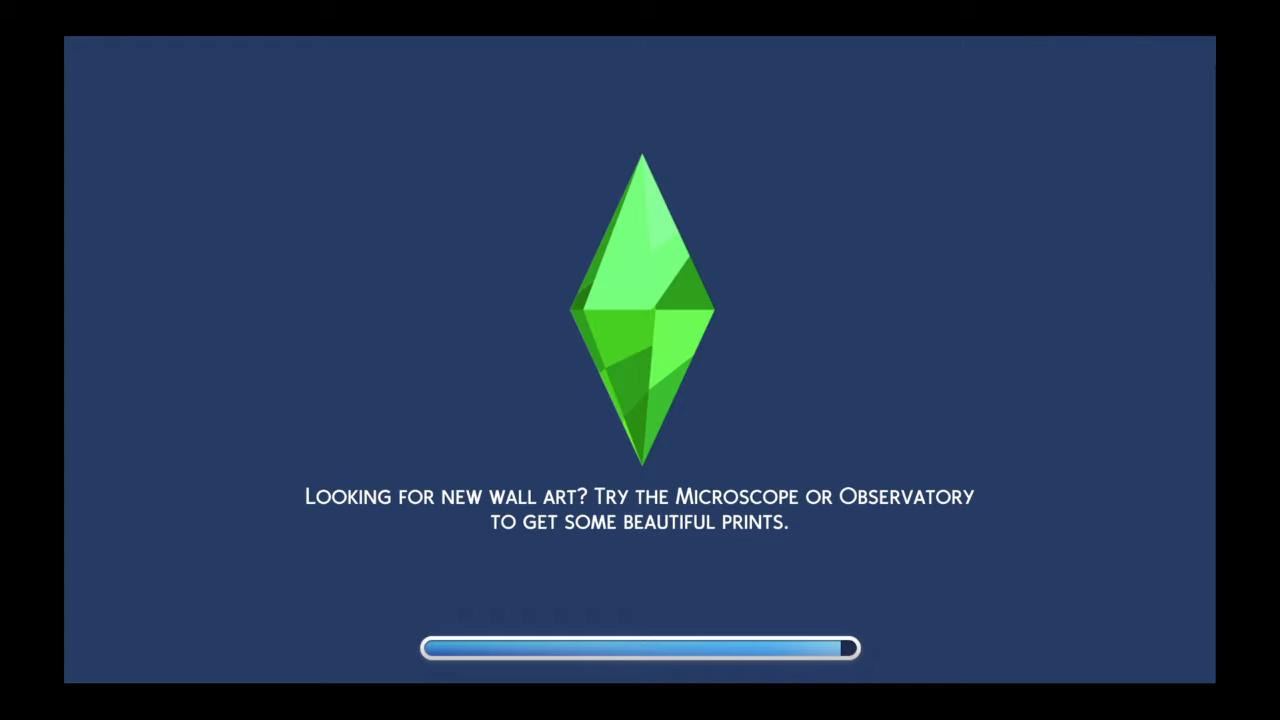 Looking for new wall art? Try the Microscope or Observatory
to get some beautiful prints.